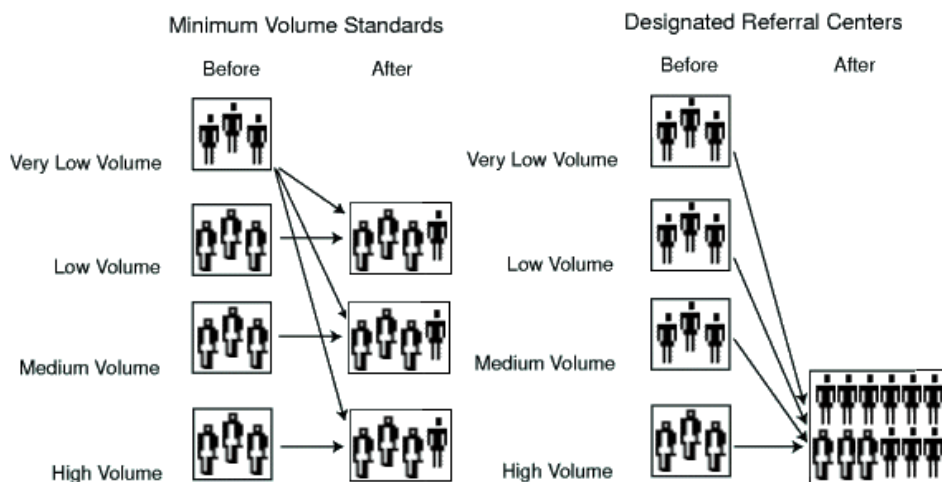 Minimum Volume Standards
Before After
Very Low Volume
Low Volume
Medium Volume
High Volume
Designated Referral Centers
Before After
Very Low Volume
Low Volume
Medium Volume
High Volume